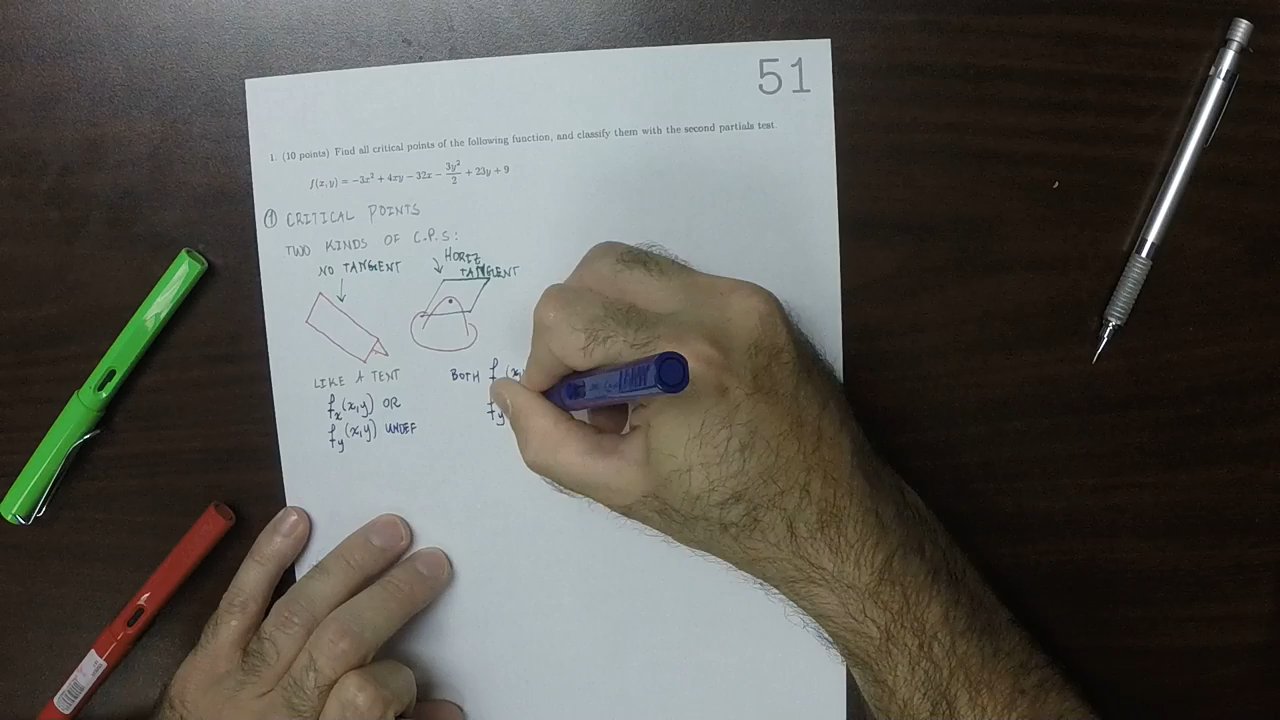 51
1. (10 points) Find all critical points of the following function, and classify them with the second partials test.
f(x, y) = −3x² + 4xy − 32x − 3y²/2 + 23y + 9
① CRITICAL POINTS
TWO KINDS OF C.P.S:
NO TANGENT
HORIZ
TANGENT
LIKE A TENT
f_x(x,y) OR
f_y(x,y) UNDEF
BOTH f (x,
f_y